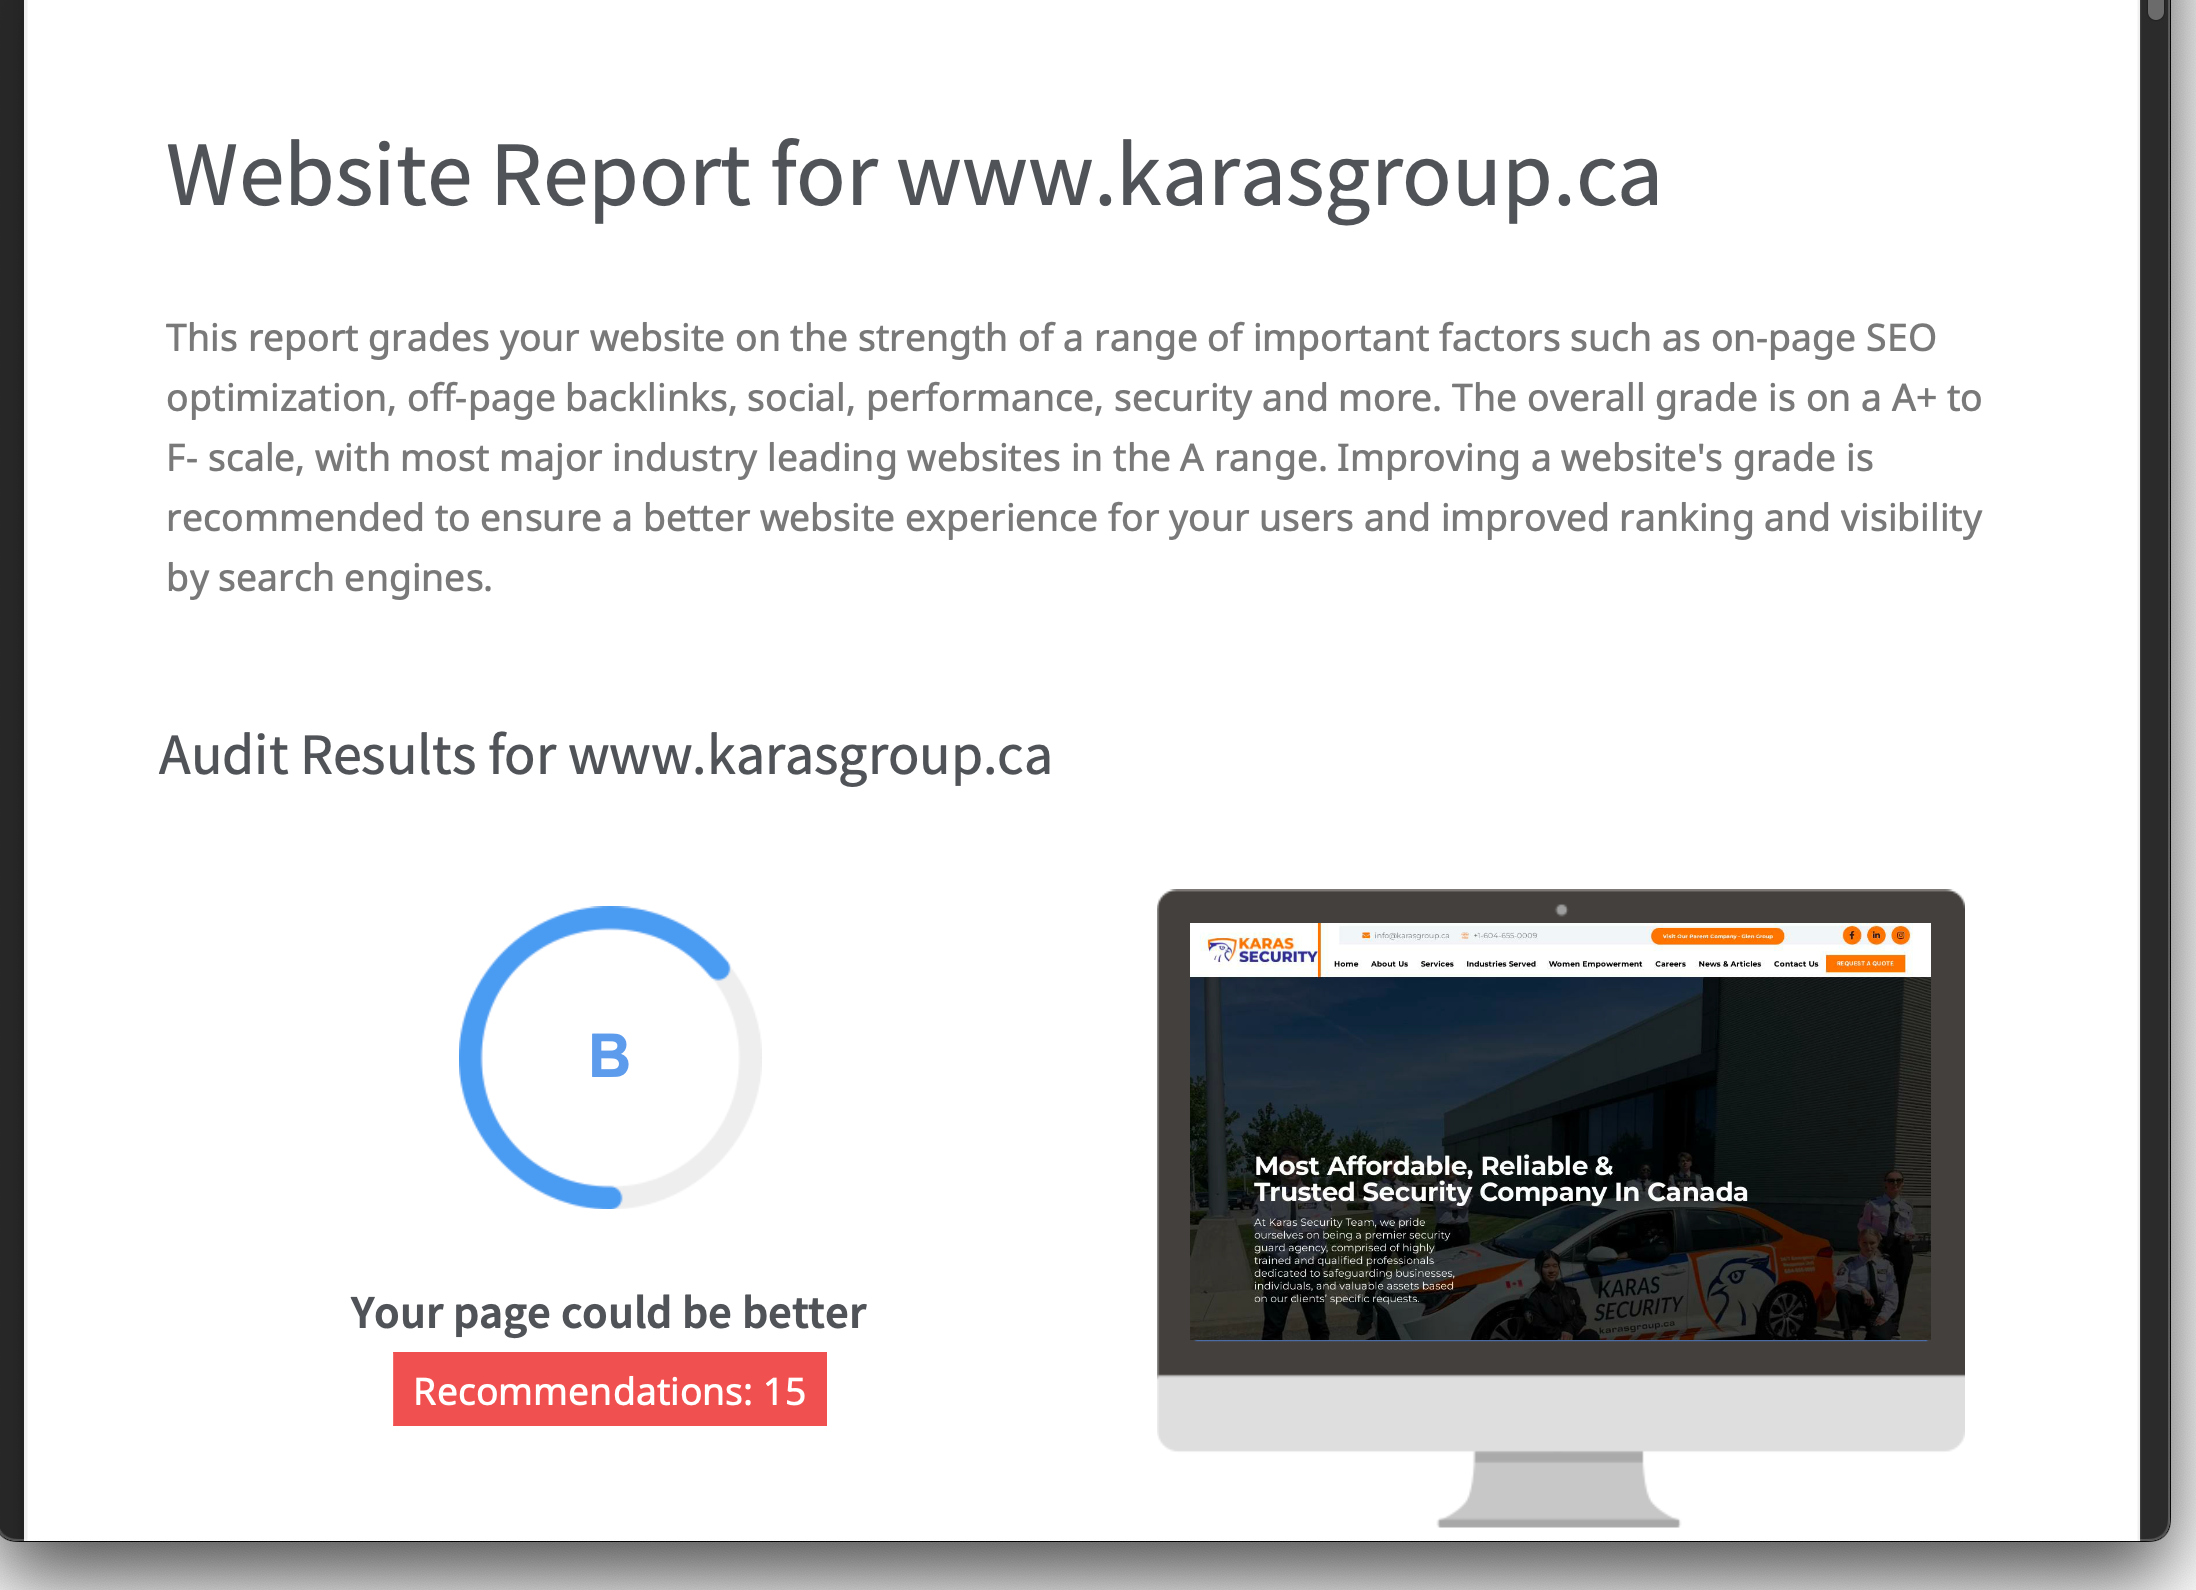 Website Report for www.karasgroup.ca
This report grades your website on the strength of a range of important factors such as on-page SEO
optimization, off-page backlinks, social, performance, security and more. The overall grade is on a A+ to
F- scale, with most major industry leading websites in the A range. Improving a website's grade is
recommended to ensure a better website experience for your users and improved ranking and visibility
by search engines.
Audit Results for www.karasgroup.ca
B
Your page could be better
Recommendations: 15
KARAS
SECURITY
info@karasgroup.ca +1-604-655-0009 Visit Our Parent Company - Glen Group
Home About Us Services Industries Served Women Empowerment Careers News & Articles Contact Us REQUEST A QUOTE
Most Affordable, Reliable &
Trusted Security Company In Canada
At Karas Security Team, we pride
ourselves on being a premier security
guard agency, comprised of highly
trained and qualified professionals
dedicated to safeguarding businesses,
individuals, and valuable assets based
on our clients' specific requests.
KARAS
SECURITY
karasgroup.ca